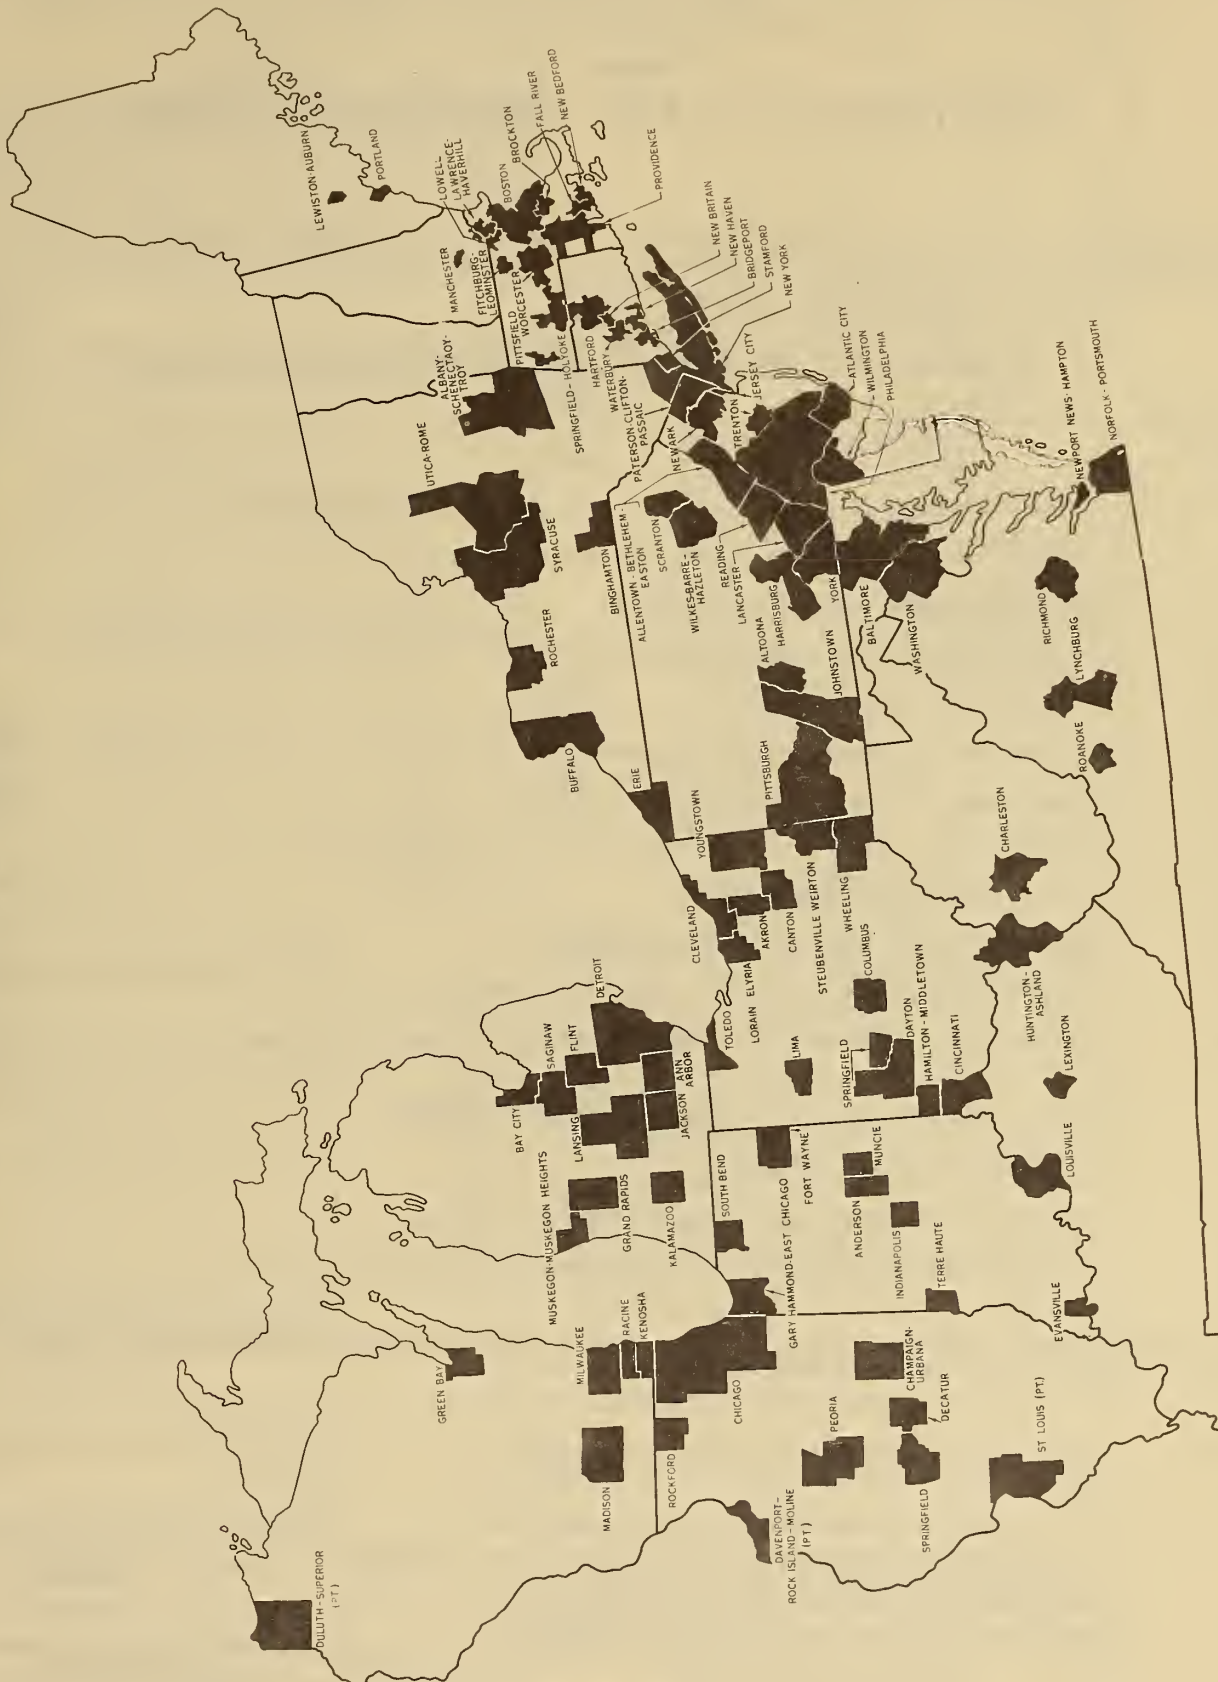 LEWISTON-AUBURN
PORTLAND
LOWELL
LAWRENCE-
HAVERHILL
MANCHESTER
FITCHBURG-
LEOMINSTER
BOSTON
BROCKTON
FALL RIVER
NEW BEDFORD
PROVIDENCE
WORCESTER
PITTSFIELD
SPRINGFIELD-HOLYOKE
HARTFORD
WATERBURY
NEW BRITAIN
NEW HAVEN
BRIDGEPORT
STAMFORD
NEW YORK
ALBANY-
SCHENECTADY-
TROY
UTICA-ROME
SYRACUSE
ROCHESTER
BUFFALO
BINGHAMTON
PATERSON-CLIFTON-
PASSAIC
NEWARK
JERSEY CITY
TRENTON
ATLANTIC CITY
WILMINGTON
PHILADELPHIA
ALLENTOWN-BETHLEHEM-
EASTON
SCRANTON
WILKES-BARRE-
HAZLETON
READING
LANCASTER
HARRISBURG
YORK
ALTOONA
JOHNSTOWN
PITTSBURGH
ERIE
BALTIMORE
WASHINGTON
NEWPORT NEWS-HAMPTON
NORFOLK-PORTSMOUTH
RICHMOND
LYNCHBURG
ROANOKE
CHARLESTON
HUNTINGTON-
ASHLAND
WHEELING
STEUBENVILLE WEIRTON
YOUNGSTOWN
CLEVELAND
AKRON
CANTON
LORAIN ELYRIA
COLUMBUS
TOLEDO
LIMA
SPRINGFIELD
DAYTON
HAMILTON-MIDDLETOWN
CINCINNATI
LEXINGTON
LOUISVILLE
DETROIT
FLINT
SAGINAW
BAY CITY
ANN
ARBOR
JACKSON
LANSING
MUSKEGON-MUSKEGON HEIGHTS
GRAND RAPIDS
KALAMAZOO
SOUTH BEND
FORT WAYNE
GARY HAMMOND-EAST CHICAGO
MUNCIE
ANDERSON
INDIANAPOLIS
TERRE HAUTE
EVANSVILLE
GREEN BAY
MILWAUKEE
RACINE
KENOSHA
MADISON
CHICAGO
ROCKFORD
PEORIA
CHAMPAIGN-
URBANA
DECATUR
SPRINGFIELD
ST LOUIS (PT.)
DAVENPORT-
ROCK ISLAND-MOLINE
(PT)
DULUTH-SUPERIOR
(PT.)